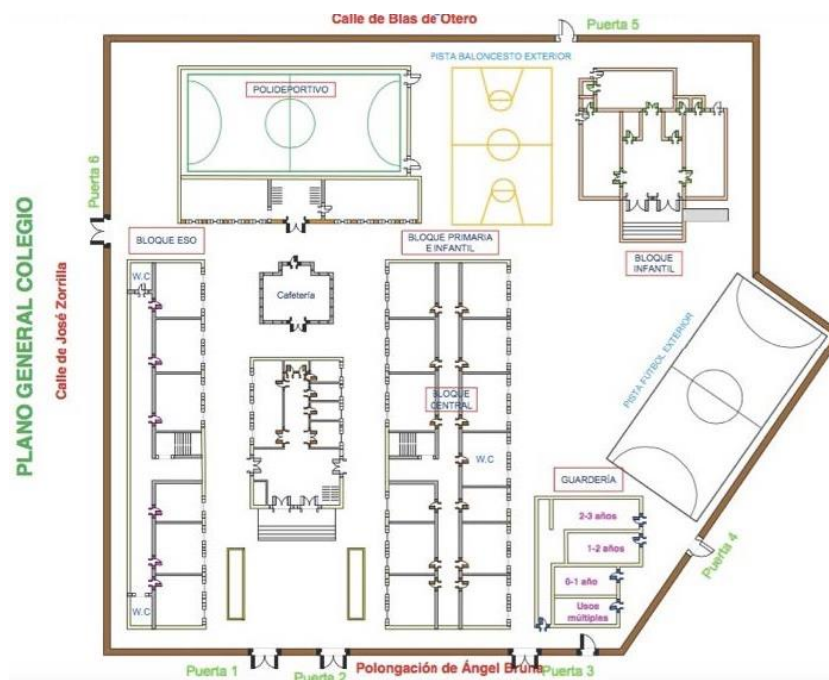 Calle de Blas de Otero
Puerta 5
PISTA BALONCESTO EXTERIOR
POLIDEPORTIVO
Puerta 6
PLANO GENERAL COLEGIO
Calle de José Zorrilla
BLOQUE ESO
BLOQUE PRIMARIA
E INFANTIL
BLOQUE
INFANTIL
W.C
Cafetería
PISTA FÚTBOL EXTERIOR
BLOQUE
CENTRAL
W.C
GUARDERÍA
2-3 años
1-2 años
0-1 año
Usos
múltiples
Puerta 4
W.C
Puerta 1
Puerta 2
Polongación de Ángel Bruna
Puerta 3